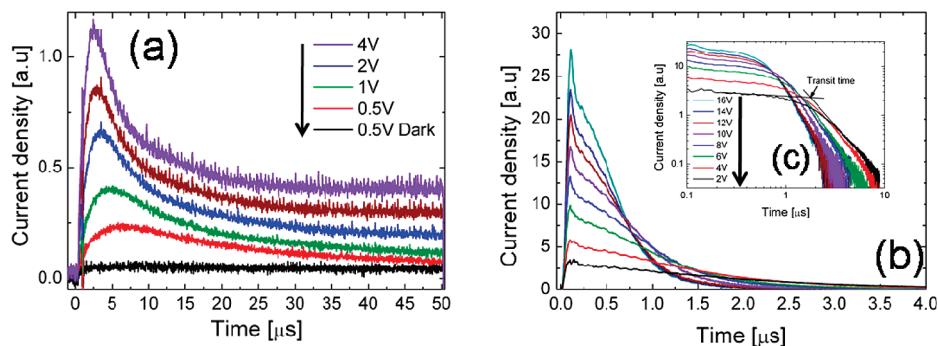 (a)
4V
2V
1V
0.5V
0.5V Dark
Current density [a.u]
1.0
0.5
0.0
0 5 10 15 20 25 30 35 40 45 50
Time [μs]
(b)
Current density [a.u]
30
25
20
15
10
5
0
0.0 0.5 1.0 1.5 2.0 2.5 3.0 3.5 4.0
Time [μs]
(c)
Transit time
16V
14V
12V
10V
8V
6V
4V
2V
Current density [a.u]
10
1
0.1
0.01
0.1 1 10
Time [μs]